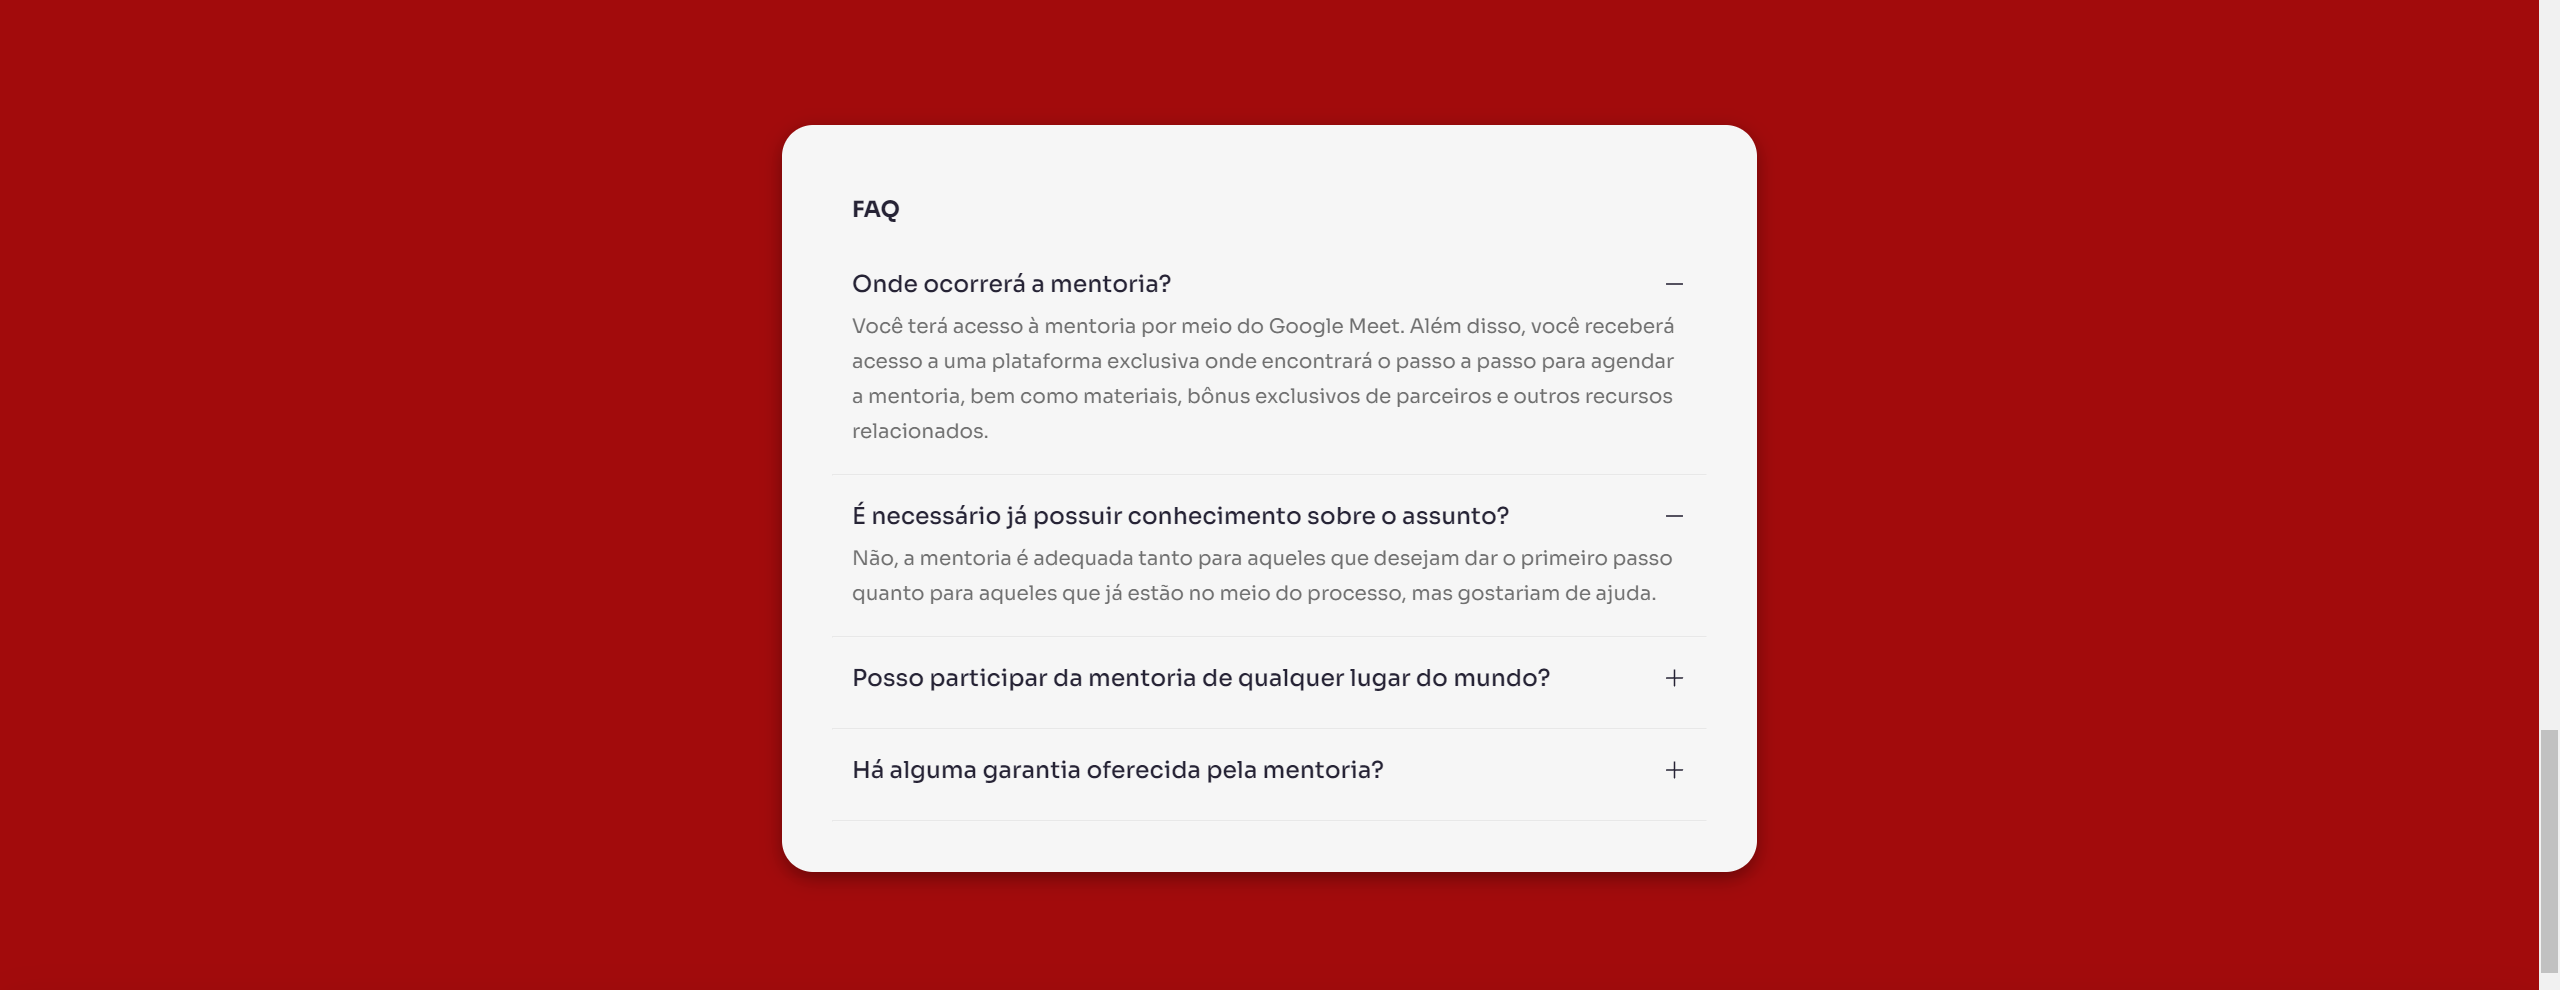 FAQ
Onde ocorrerá a mentoria?
Você terá acesso à mentoria por meio do Google Meet. Além disso, você receberá
acesso a uma plataforma exclusiva onde encontrará o passo a passo para agendar
a mentoria, bem como materiais, bônus exclusivos de parceiros e outros recursos
relacionados.
É necessário já possuir conhecimento sobre o assunto?
Não, a mentoria é adequada tanto para aqueles que desejam dar o primeiro passo
quanto para aqueles que já estão no meio do processo, mas gostariam de ajuda.
Posso participar da mentoria de qualquer lugar do mundo?
Há alguma garantia oferecida pela mentoria?